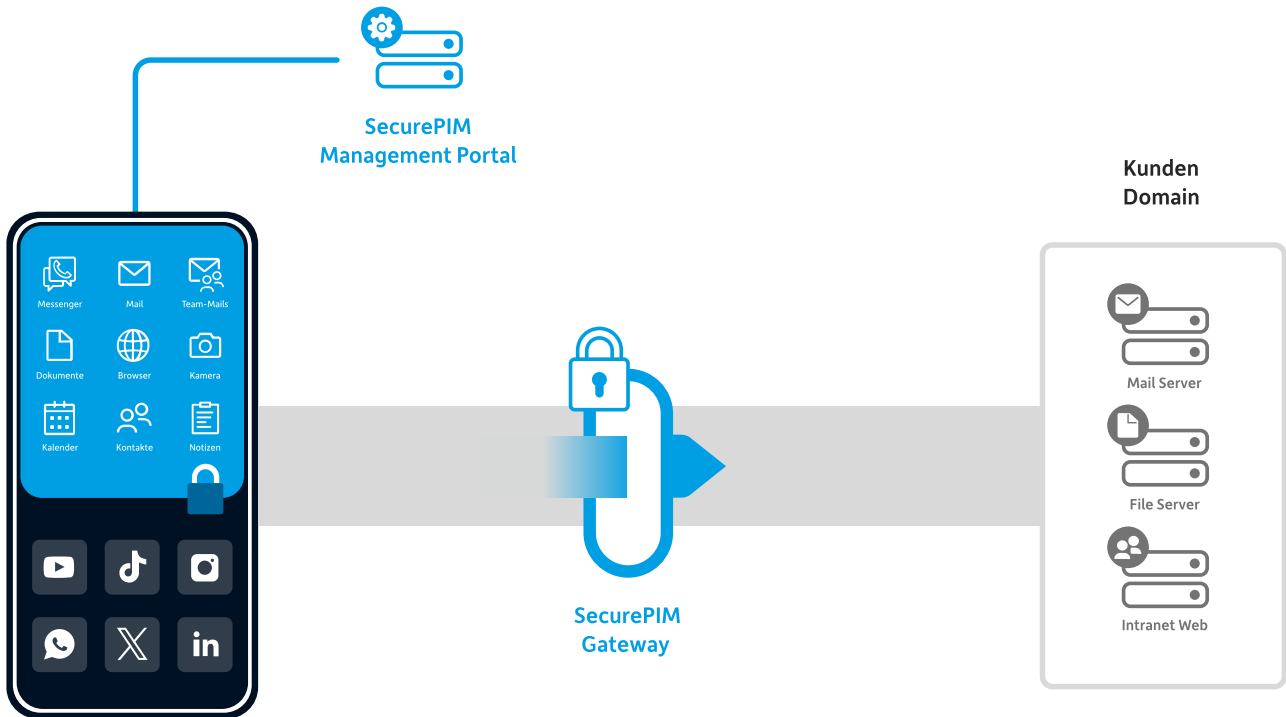 SecurePIM
Management Portal
Kunden
Domain
Messenger
Mail
Team-Mails
Dokumente
Browser
Kamera
Kalender
Kontakte
Notizen
SecurePIM
Gateway
Mail Server
File Server
Intranet Web